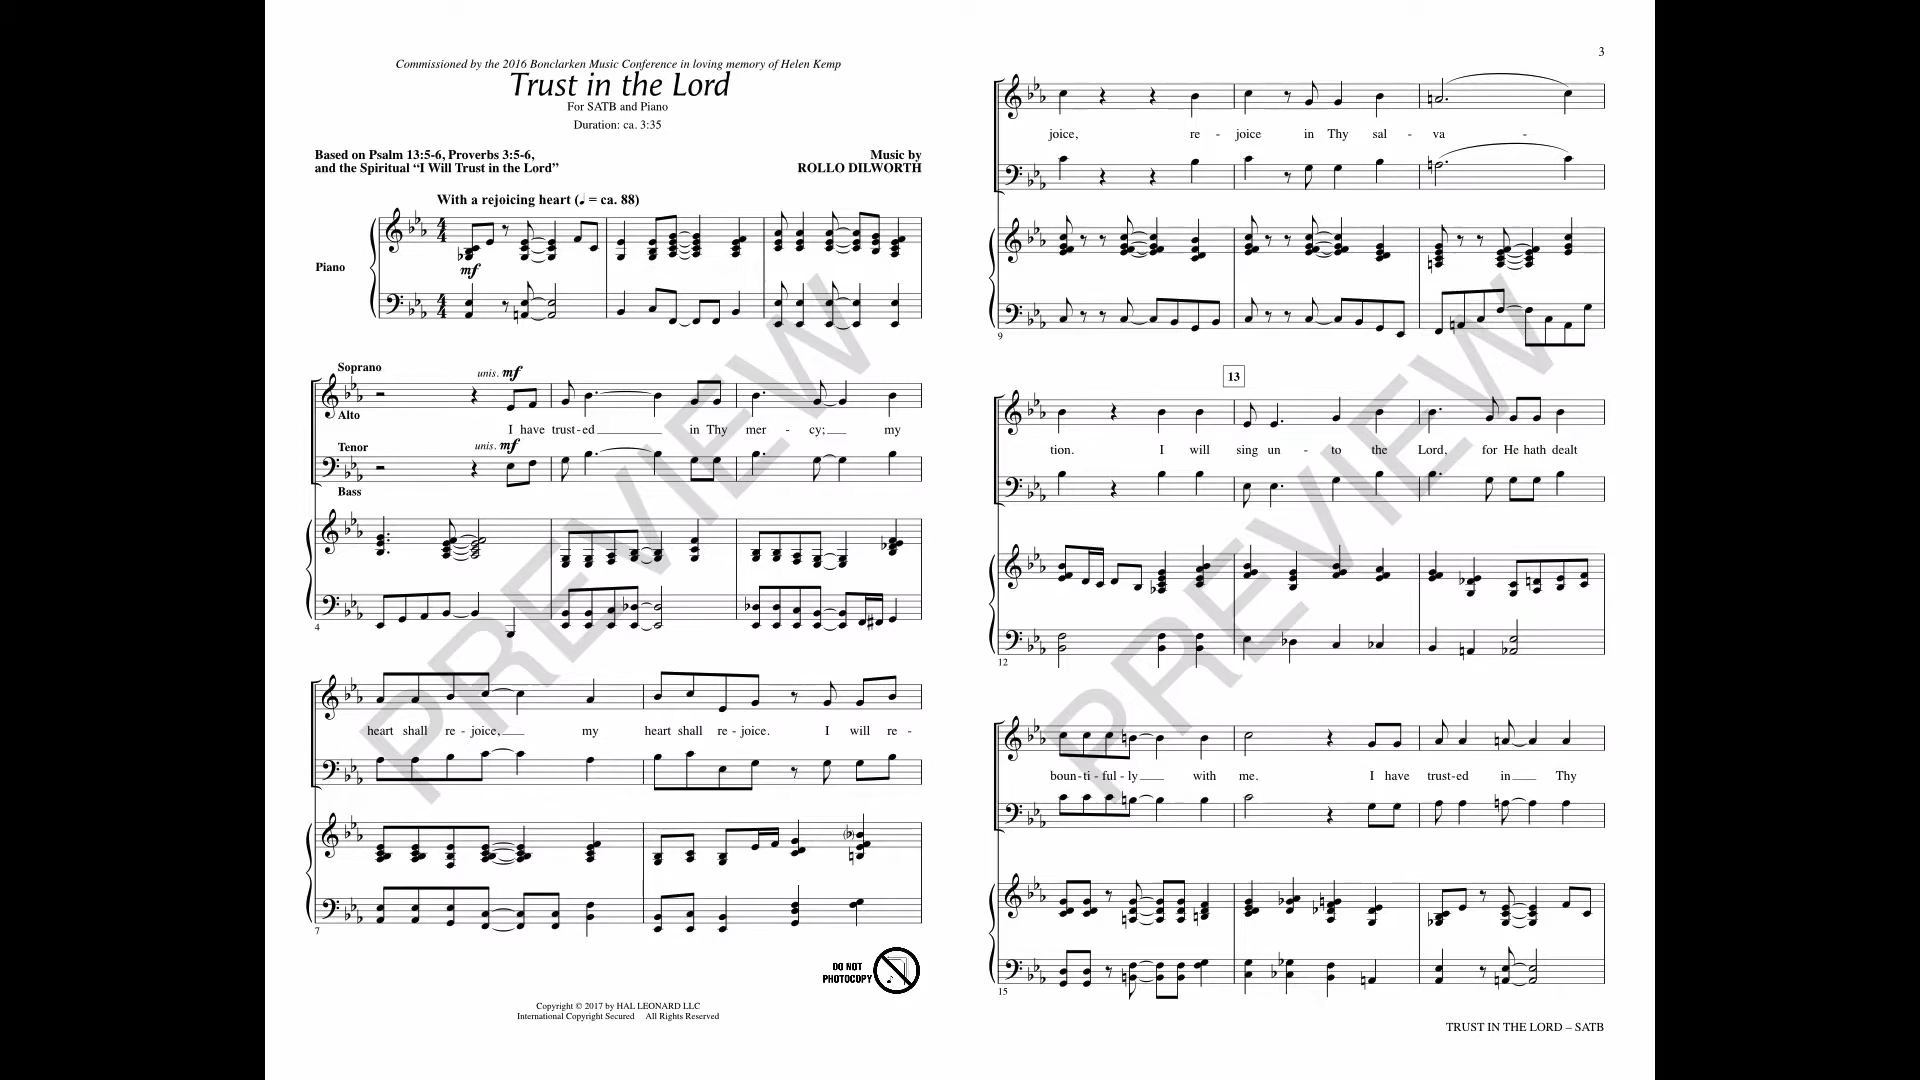 Commissioned by the 2016 Bonclarken Music Conference in loving memory of Helen Kemp
Trust in the Lord
For SATB and Piano
Duration: ca. 3:35
Based on Psalm 13:5-6, Proverbs 3:5-6,
and the Spiritual “I Will Trust in the Lord”
Music by
ROLLO DILWORTH
With a rejoicing heart (♩ = ca. 88)
Piano
mf
Soprano
unis. mf
Alto
I have trust-ed in Thy mer - cy; my
Tenor
unis. mf
Bass
4
heart shall re - joice, my heart shall re - joice. I will re -
7
DO NOT
PHOTOCOPY
Copyright © 2017 by HAL LEONARD LLC
International Copyright Secured All Rights Reserved
PREVIEW
3
joice, re - joice in Thy sal - va -
9
13
tion. I will sing un - to the Lord, for He hath dealt
12
boun-ti - ful - ly with me. I have trust-ed in Thy
15
TRUST IN THE LORD – SATB
PREVIEW